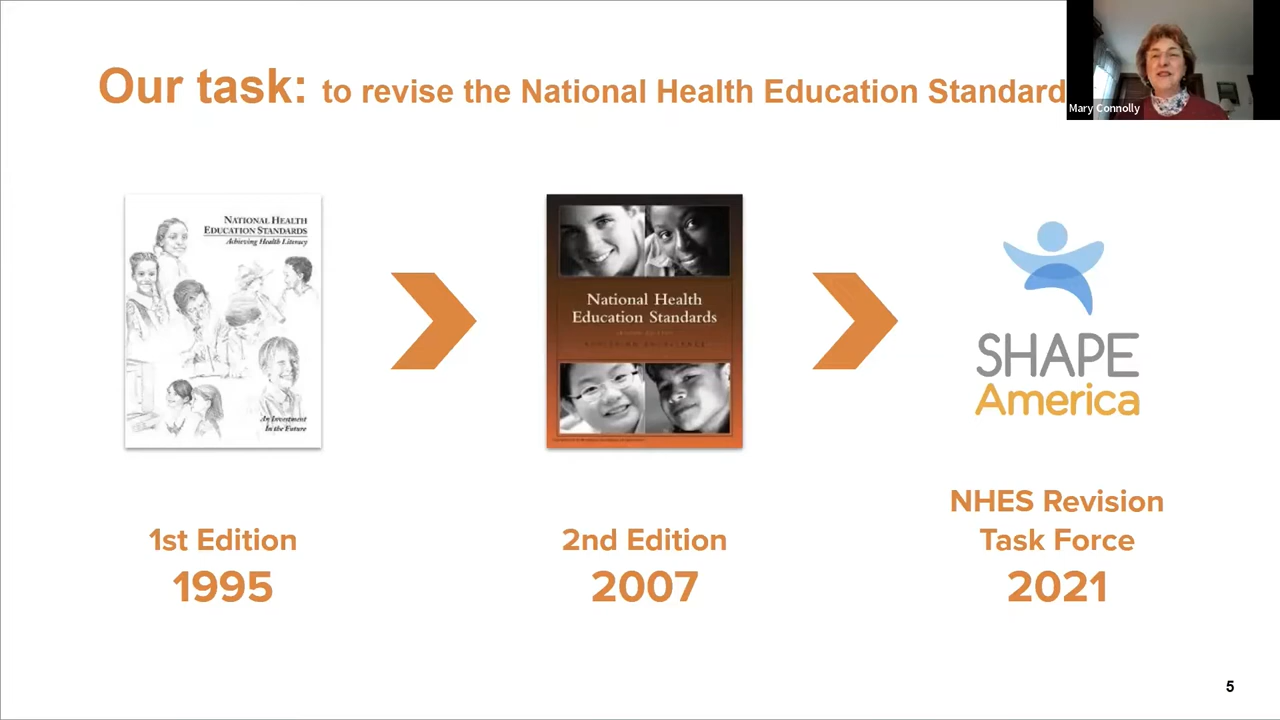 Our task: to revise the National Health Education Standard
Mary Connolly
NATIONAL HEALTH
EDUCATION STANDARDS
Achieving Health Literacy
An Investment
In the Future
National Health
Education Standards
SHAPE
America
1st Edition
1995
2nd Edition
2007
NHES Revision
Task Force
2021
5